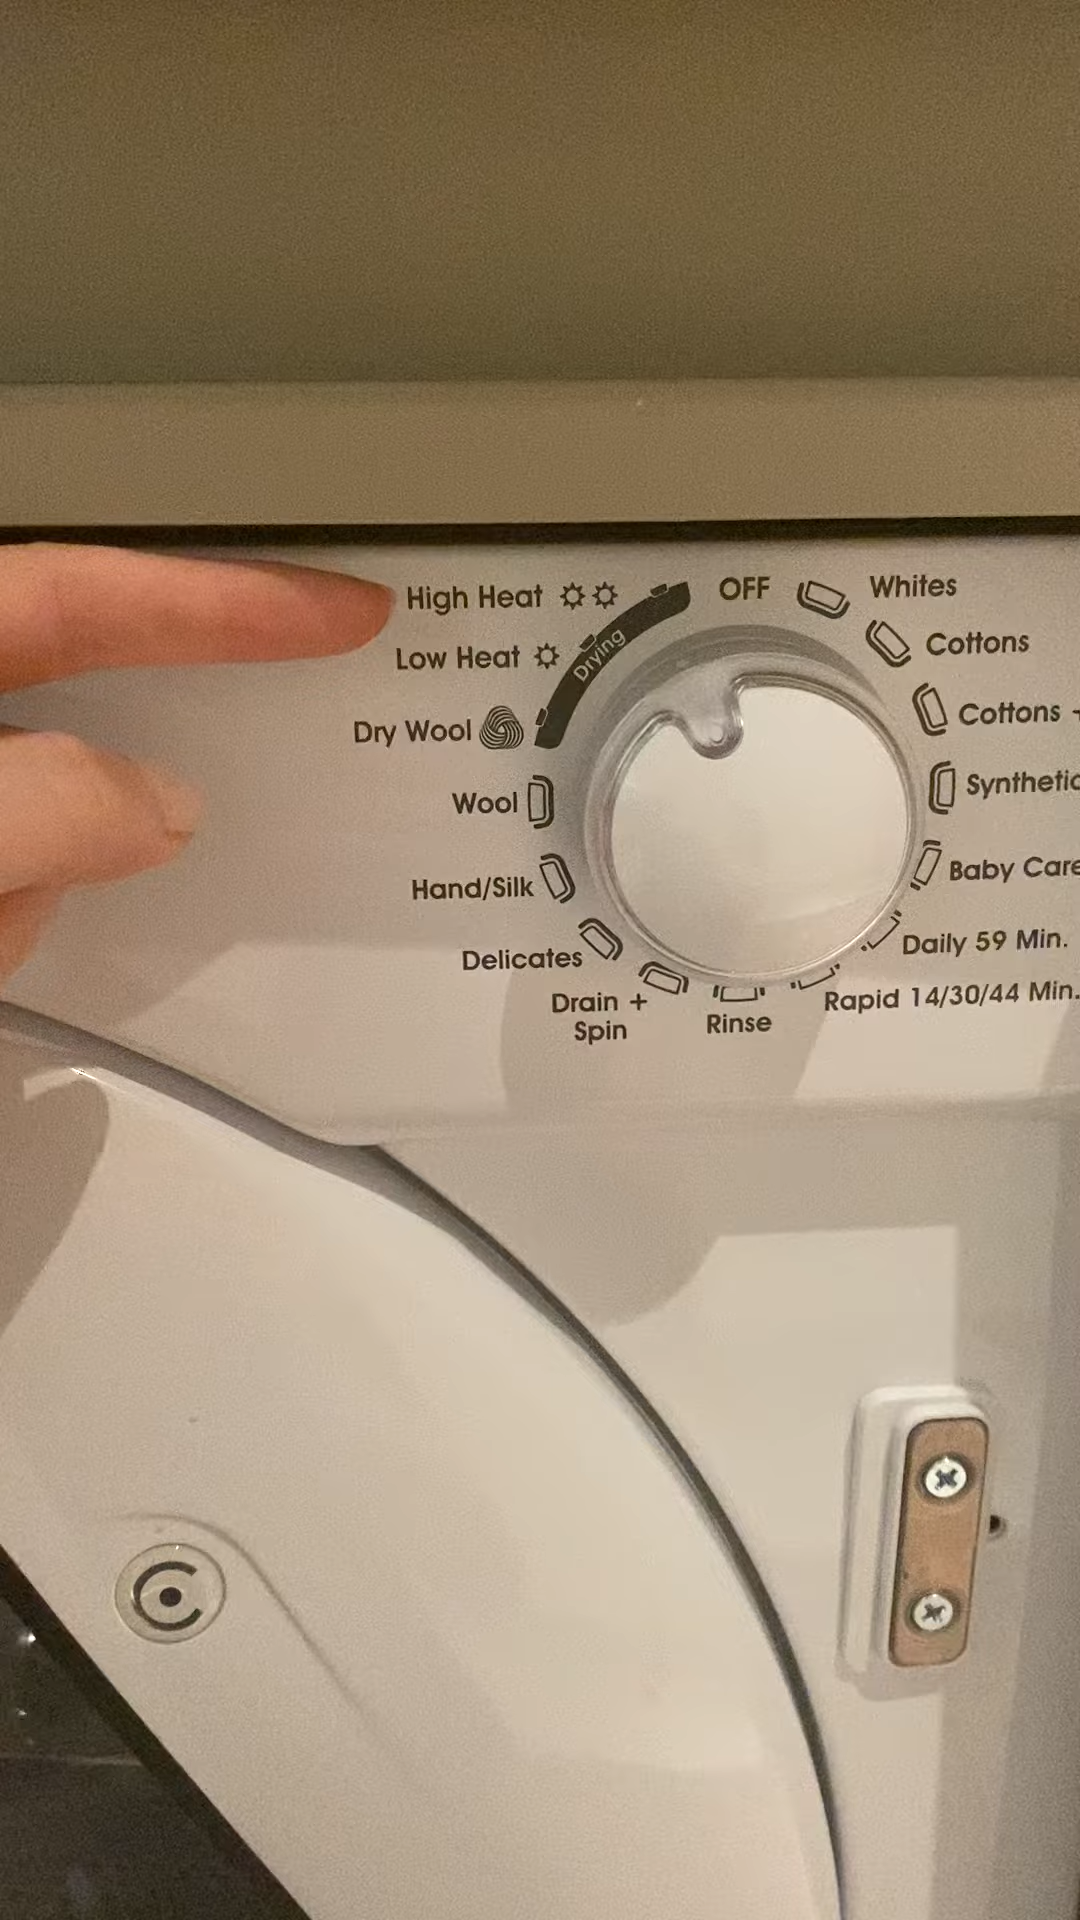 High Heat
Low Heat
Drying
Dry Wool
Wool
Hand/Silk
Delicates
Drain +
Spin
Rinse
OFF
Whites
Cottons
Cottons
Baby Care
Daily 59 Min.
Rapid 14/30/44 Min.